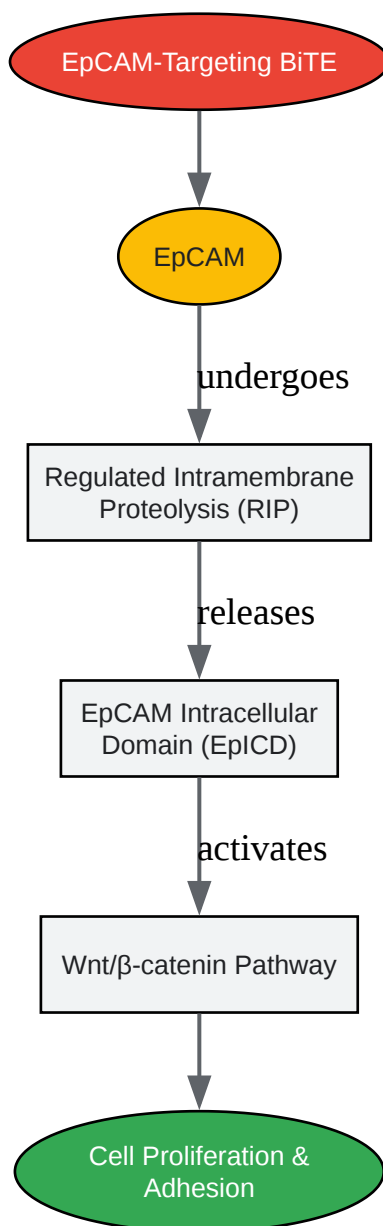 EpCAM-Targeting BiTE
EpCAM
undergoes
Regulated Intramembrane
Proteolysis (RIP)
releases
EpCAM Intracellular
Domain (EpICD)
activates
Wnt/β-catenin Pathway
Cell Proliferation &
Adhesion